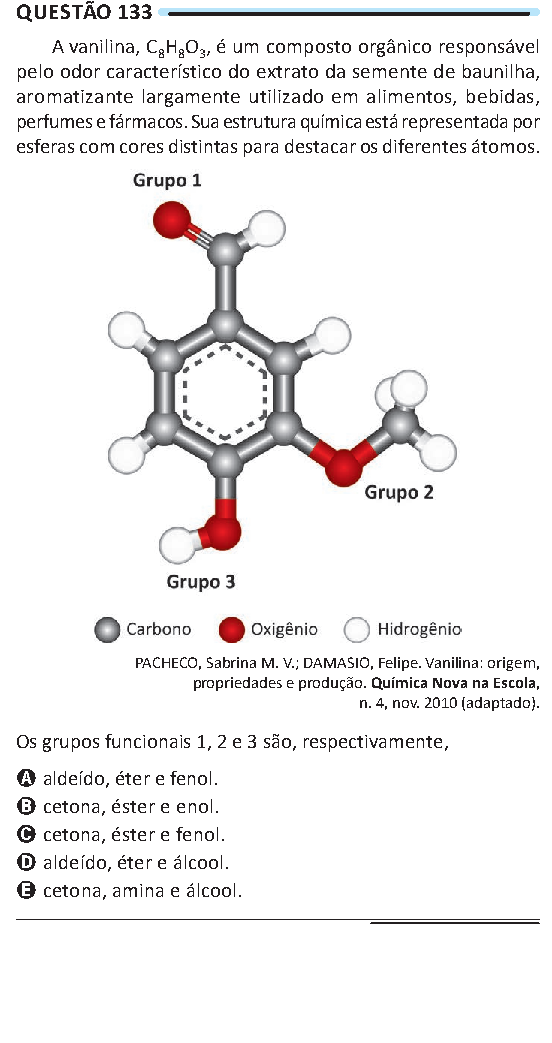 QUESTÃO 133
A vanilina, C₈H₈O₃, é um composto orgânico responsável
pelo odor característico do extrato da semente de baunilha,
aromatizante largamente utilizado em alimentos, bebidas,
perfumes e fármacos. Sua estrutura química está representada por
esferas com cores distintas para destacar os diferentes átomos.
Grupo 1
Grupo 2
Grupo 3
Carbono Oxigênio Hidrogênio
PACHECO, Sabrina M. V.; DAMASIO, Felipe. Vanilina: origem,
propriedades e produção. Química Nova na Escola,
n. 4, nov. 2010 (adaptado).
Os grupos funcionais 1, 2 e 3 são, respectivamente,
A aldeído, éter e fenol.
B cetona, éster e enol.
C cetona, éster e fenol.
D aldeído, éter e álcool.
E cetona, amina e álcool.